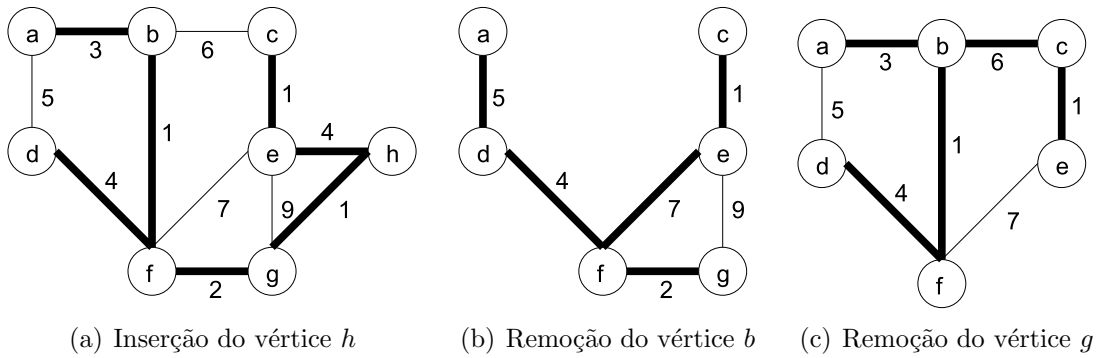 a b c
3 6
5 1 1
d e 4 h
4 7 9 1
f g
2
(a) Inserção do vértice h
a c
5 1
d e
4 7 9
f g
2
(b) Remoção do vértice b
a b c
3 6
5 1 1
d e
4 7
f
(c) Remoção do vértice g